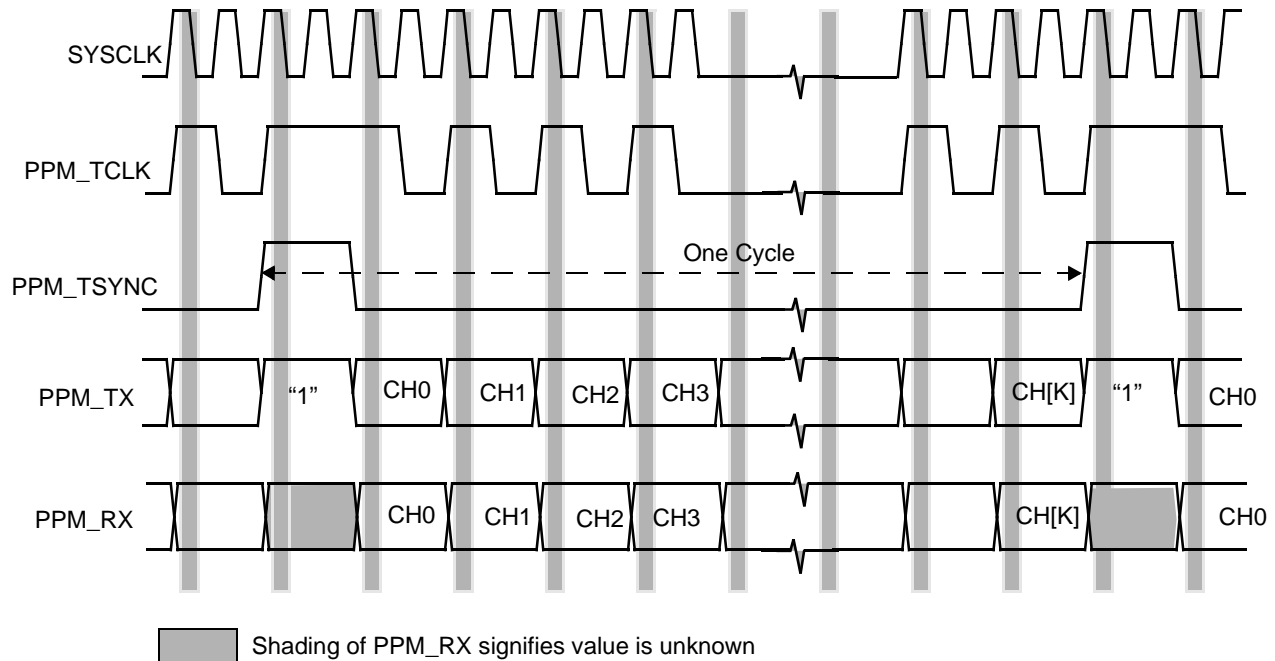 SYSCLK
PPM_TCLK
One Cycle
PPM_TSYNC
PPM_TX
“1” CH0 CH1 CH2 CH3 CH[K] “1” CH0
PPM_RX
CH0 CH1 CH2 CH3 CH[K] CH0
Shading of PPM_RX signifies value is unknown